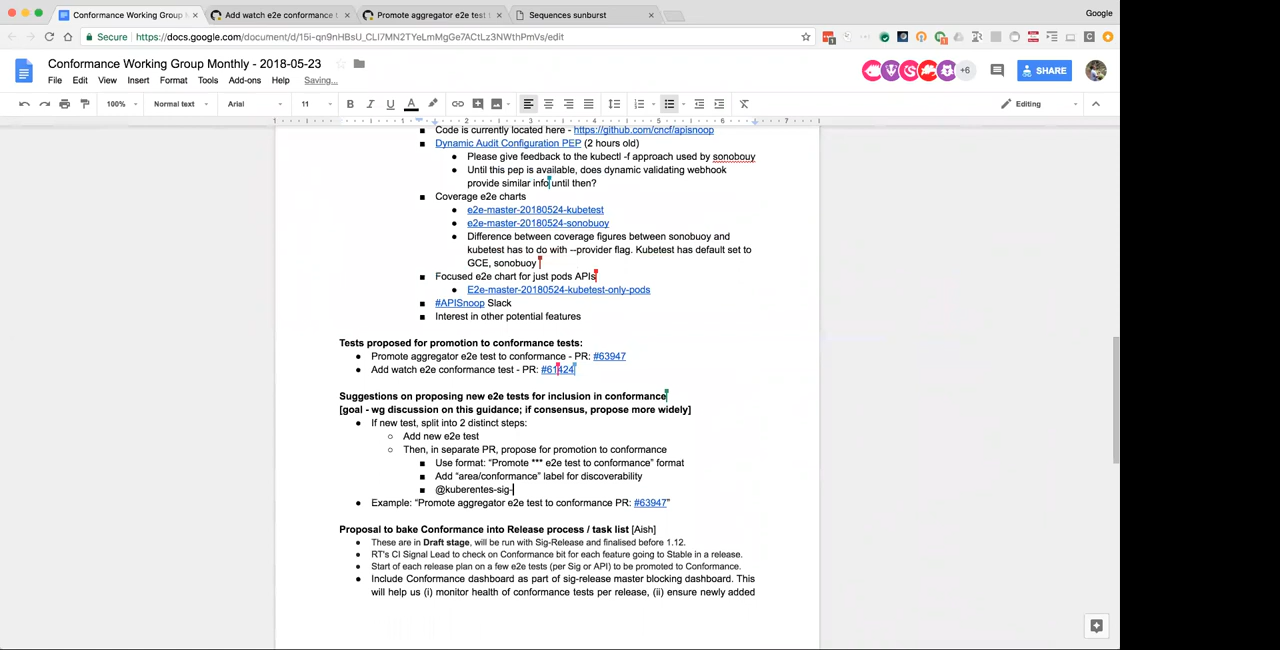 Conformance Working Group M
Add watch e2e conformance t
Promote aggregator e2e test t
Sequences sunburst
Google
Secure
https://docs.google.com/document/d/15i-qn9nHBsU_CLI7MN2TYeLmMgGe7ACtLz3NWthPmVs/edit
Conformance Working Group Monthly - 2018-05-23
File Edit View Insert Format Tools Add-ons Help Saving...
+6
SHARE
100% Normal text Arial 11 B I U A Editing
1 1 2 3 4 5 6 7
Code is currently located here - https://github.com/cncf/apisnoop
Dynamic Audit Configuration PEP (2 hours old)
Please give feedback to the kubectl -f approach used by sonobouy
Until this pep is available, does dynamic validating webhook
provide similar info until then?
Coverage e2e charts
e2e-master-20180524-kubetest
e2e-master-20180524-sonobuoy
Difference between coverage figures between sonobuoy and
kubetest has to do with --provider flag. Kubetest has default set to
GCE, sonobuoy
Focused e2e chart for just pods APIs
E2e-master-20180524-kubetest-only-pods
#APISnoop Slack
Interest in other potential features
Tests proposed for promotion to conformance tests:
Promote aggregator e2e test to conformance - PR: #63947
Add watch e2e conformance test - PR: #61424
Suggestions on proposing new e2e tests for inclusion in conformance
[goal - wg discussion on this guidance; if consensus, propose more widely]
If new test, split into 2 distinct steps:
Add new e2e test
Then, in separate PR, propose for promotion to conformance
Use format: “Promote *** e2e test to conformance” format
Add “area/conformance” label for discoverability
@kuberentes-sig-
Example: “Promote aggregator e2e test to conformance PR: #63947”
Proposal to bake Conformance into Release process / task list [Aish]
These are in Draft stage, will be run with Sig-Release and finalised before 1.12.
RT's CI Signal Lead to check on Conformance bit for each feature going to Stable in a release.
Start of each release plan on a few e2e tests (per Sig or API) to be promoted to Conformance.
Include Conformance dashboard as part of sig-release master blocking dashboard. This
will help us (i) monitor health of conformance tests per release, (ii) ensure newly added